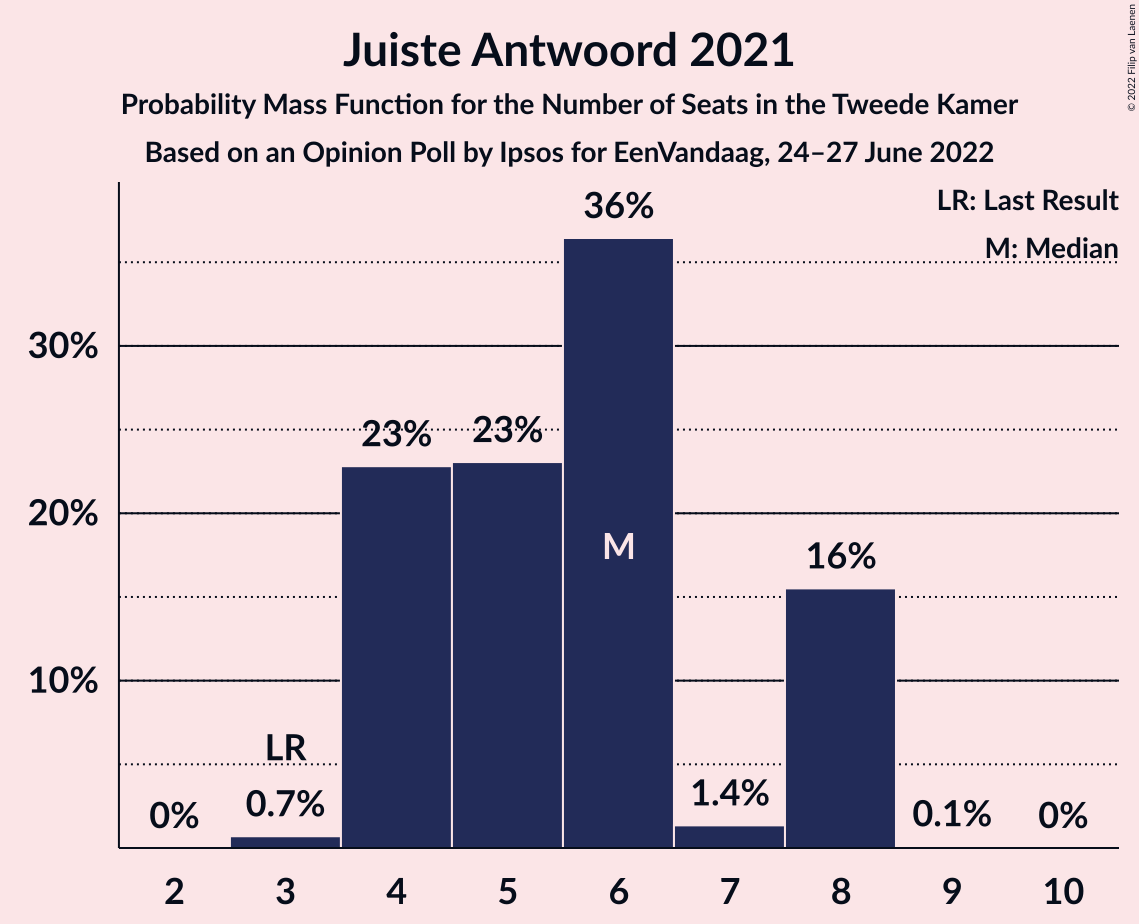 Juiste Antwoord 2021
Probability Mass Function for the Number of Seats in the Tweede Kamer
Based on an Opinion Poll by Ipsos for EenVandaag, 24–27 June 2022
© 2022 Filip van Laenen
LR: Last Result
M: Median
36%
30%
23%
23%
20%
M
16%
10%
LR
0%
0.7%
1.4%
0.1%
0%
2 3 4 5 6 7 8 9 10